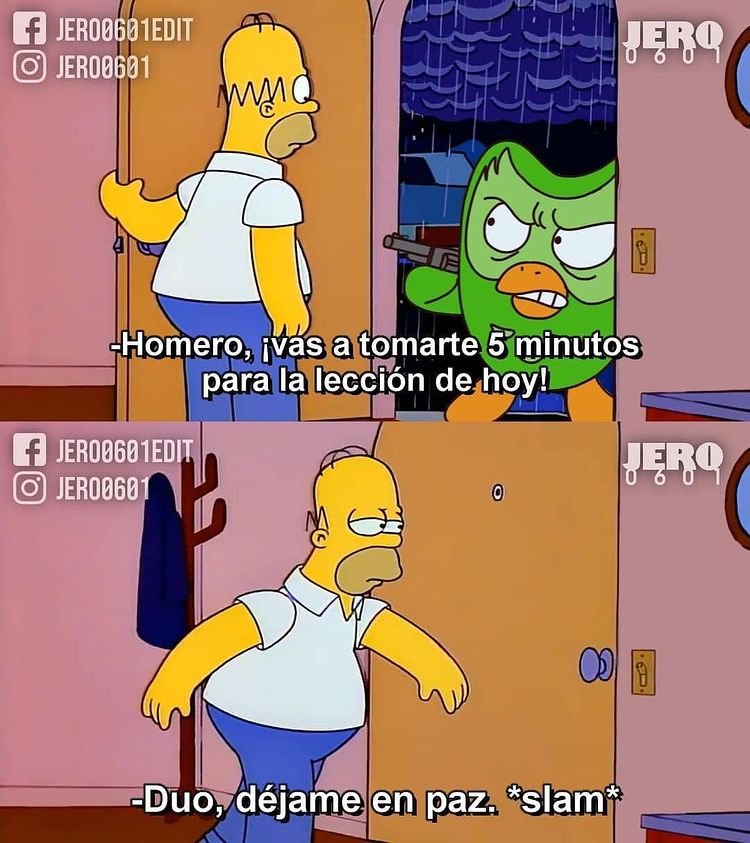 JERO0601EDIT
JERO0601
JERO
0601
-Homero, ¡vas a tomarte 5 minutos
para la lección de hoy!
JERO0601EDIT
JERO0601
JERO
0601
-Duo, déjame en paz. *slam*